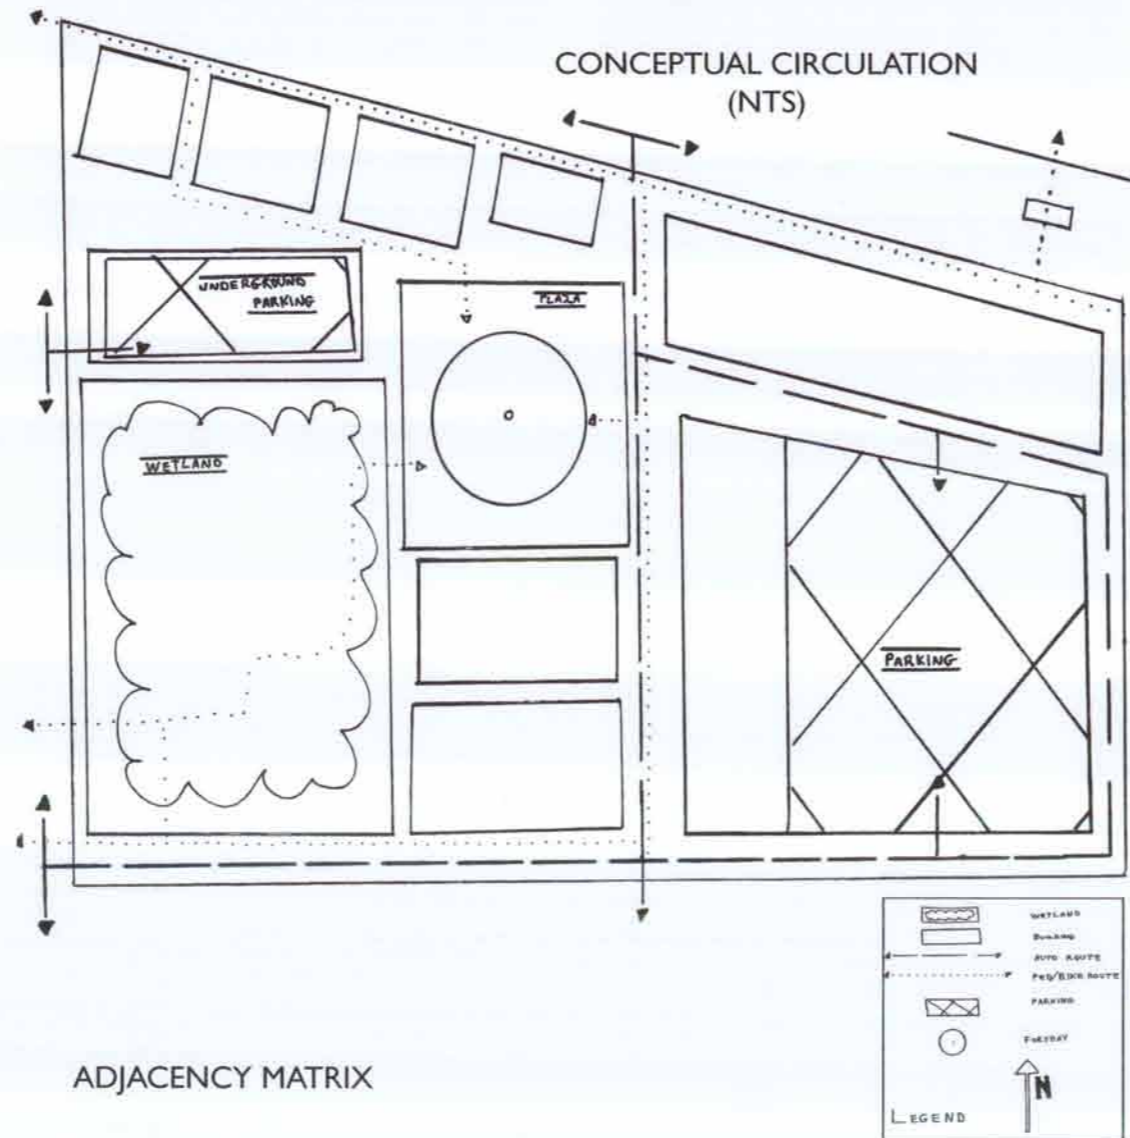 CONCEPTUAL CIRCULATION
(NTS)
UNDERGROUND
PARKING
PLAZA
WETLAND
PARKING
WETLAND
BUILDING
AUTO ROUTE
PED/BIKE ROUTE
PARKING
N
LEGEND
ADJACENCY MATRIX